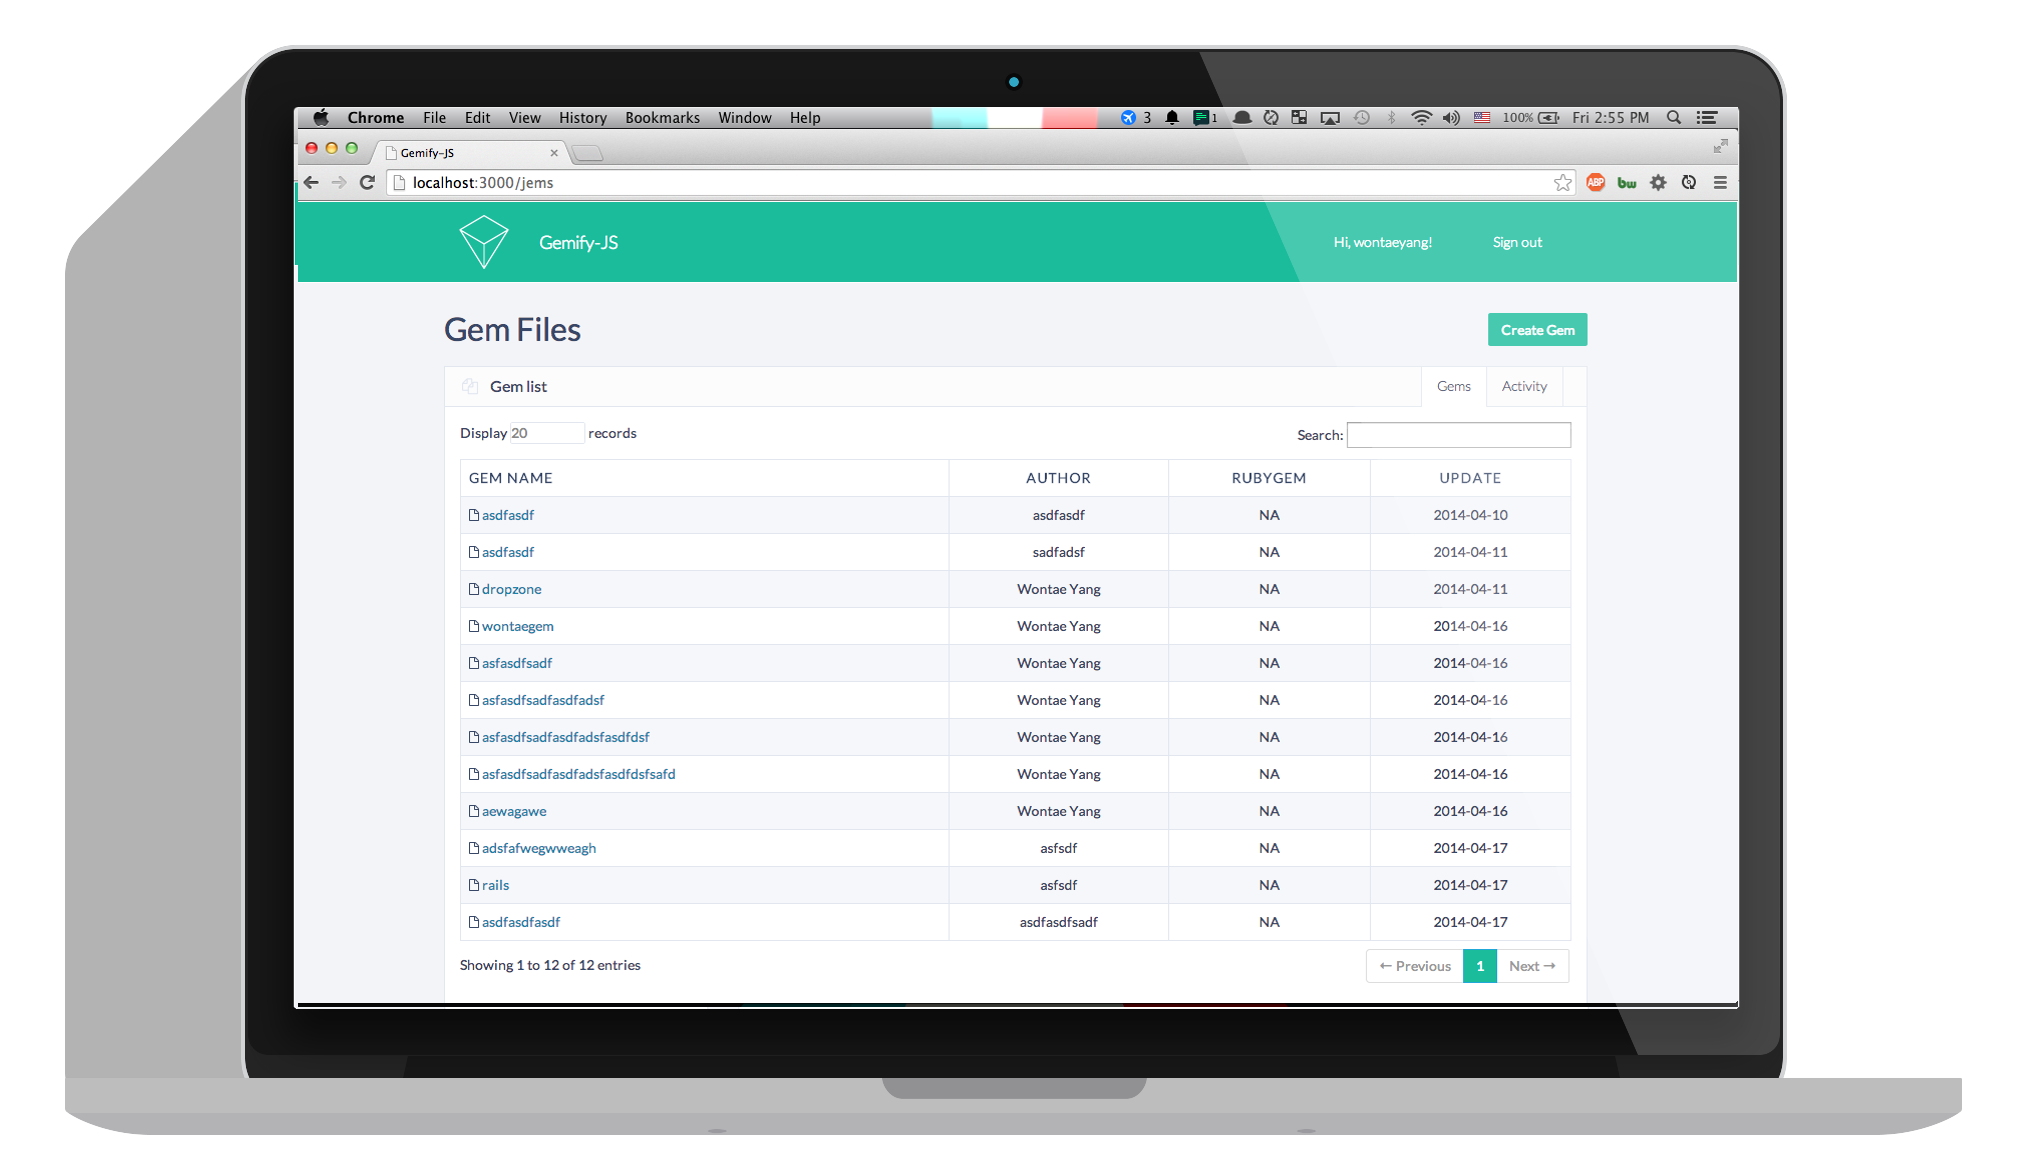 Chrome File Edit View History Bookmarks Window Help 3 1 100% Fri 2:55 PM
Gemify-JS
localhost:3000/jems ABP bw
Gemify-JS Hi, wontaeyang! Sign out
Gem Files Create Gem
Gem list Gems Activity
Display 20 records Search:
GEM NAME AUTHOR RUBYGEM UPDATE
asdfasdf asdfasdf NA 2014-04-10
asdfasdf sadfadsf NA 2014-04-11
dropzone Wontae Yang NA 2014-04-11
wontaegem Wontae Yang NA 2014-04-16
asfasdfsadf Wontae Yang NA 2014-04-16
asfasdfsadfasdfadsf Wontae Yang NA 2014-04-16
asfasdfsadfasdfadsfasdfdsf Wontae Yang NA 2014-04-16
asfasdfsadfasdfadsfasdfdsfsafd Wontae Yang NA 2014-04-16
aewagawe Wontae Yang NA 2014-04-16
adsfafwegwweagh asfsdf NA 2014-04-17
rails asfsdf NA 2014-04-17
asdfasdfasdf asdfasdfsadf NA 2014-04-17
Showing 1 to 12 of 12 entries ← Previous 1 Next →